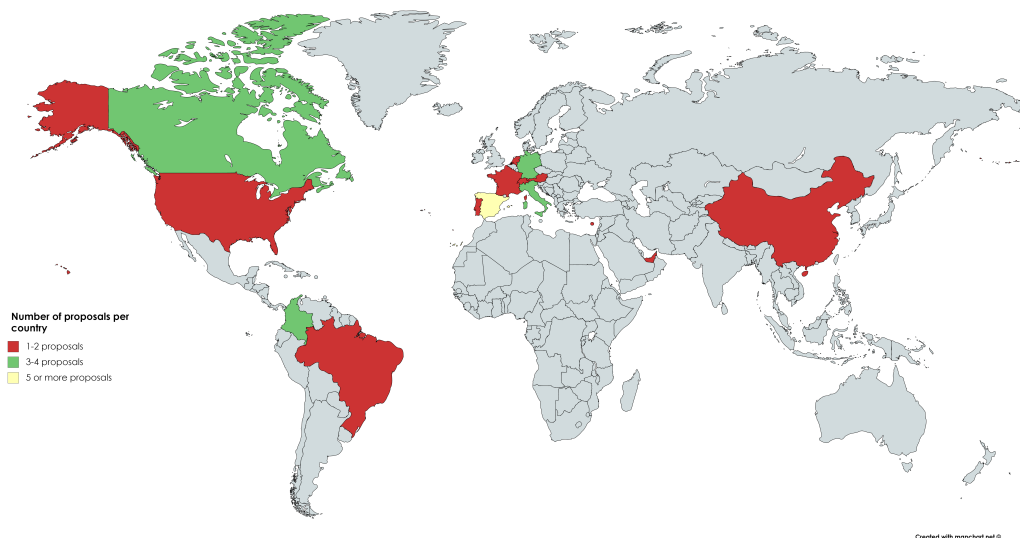 Number of proposals per
country
1-2 proposals
3-4 proposals
5 or more proposals
Created with mapchart.net ©